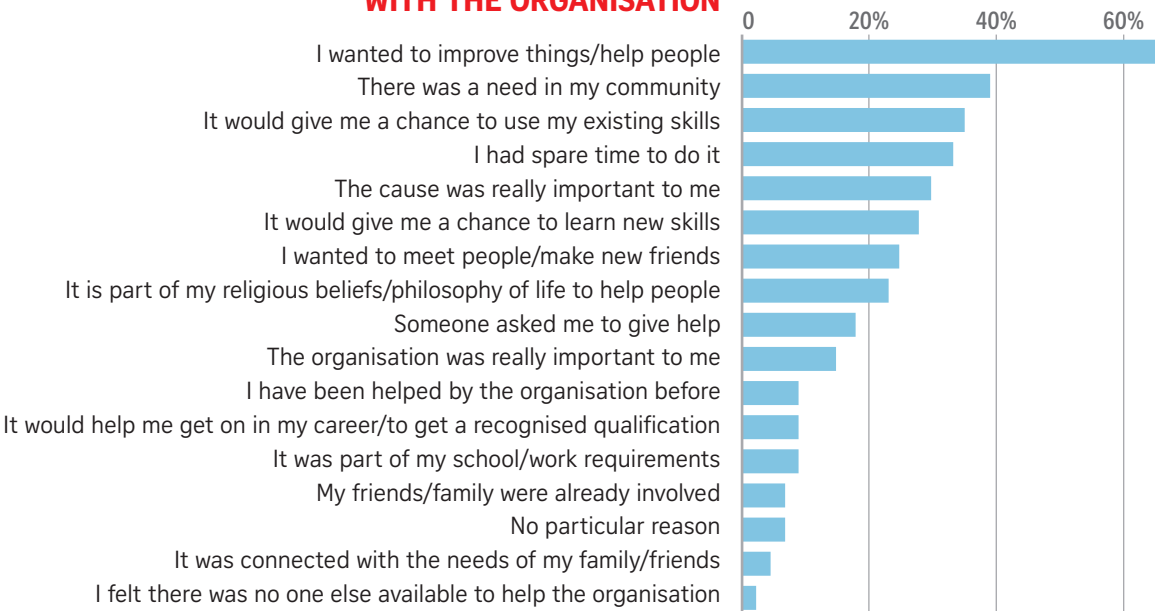 WITH THE ORGANISATION
0 20% 40% 60%
I wanted to improve things/help people
There was a need in my community
It would give me a chance to use my existing skills
I had spare time to do it
The cause was really important to me
It would give me a chance to learn new skills
I wanted to meet people/make new friends
It is part of my religious beliefs/philosophy of life to help people
Someone asked me to give help
The organisation was really important to me
I have been helped by the organisation before
It would help me get on in my career/to get a recognised qualification
It was part of my school/work requirements
My friends/family were already involved
No particular reason
It was connected with the needs of my family/friends
I felt there was no one else available to help the organisation